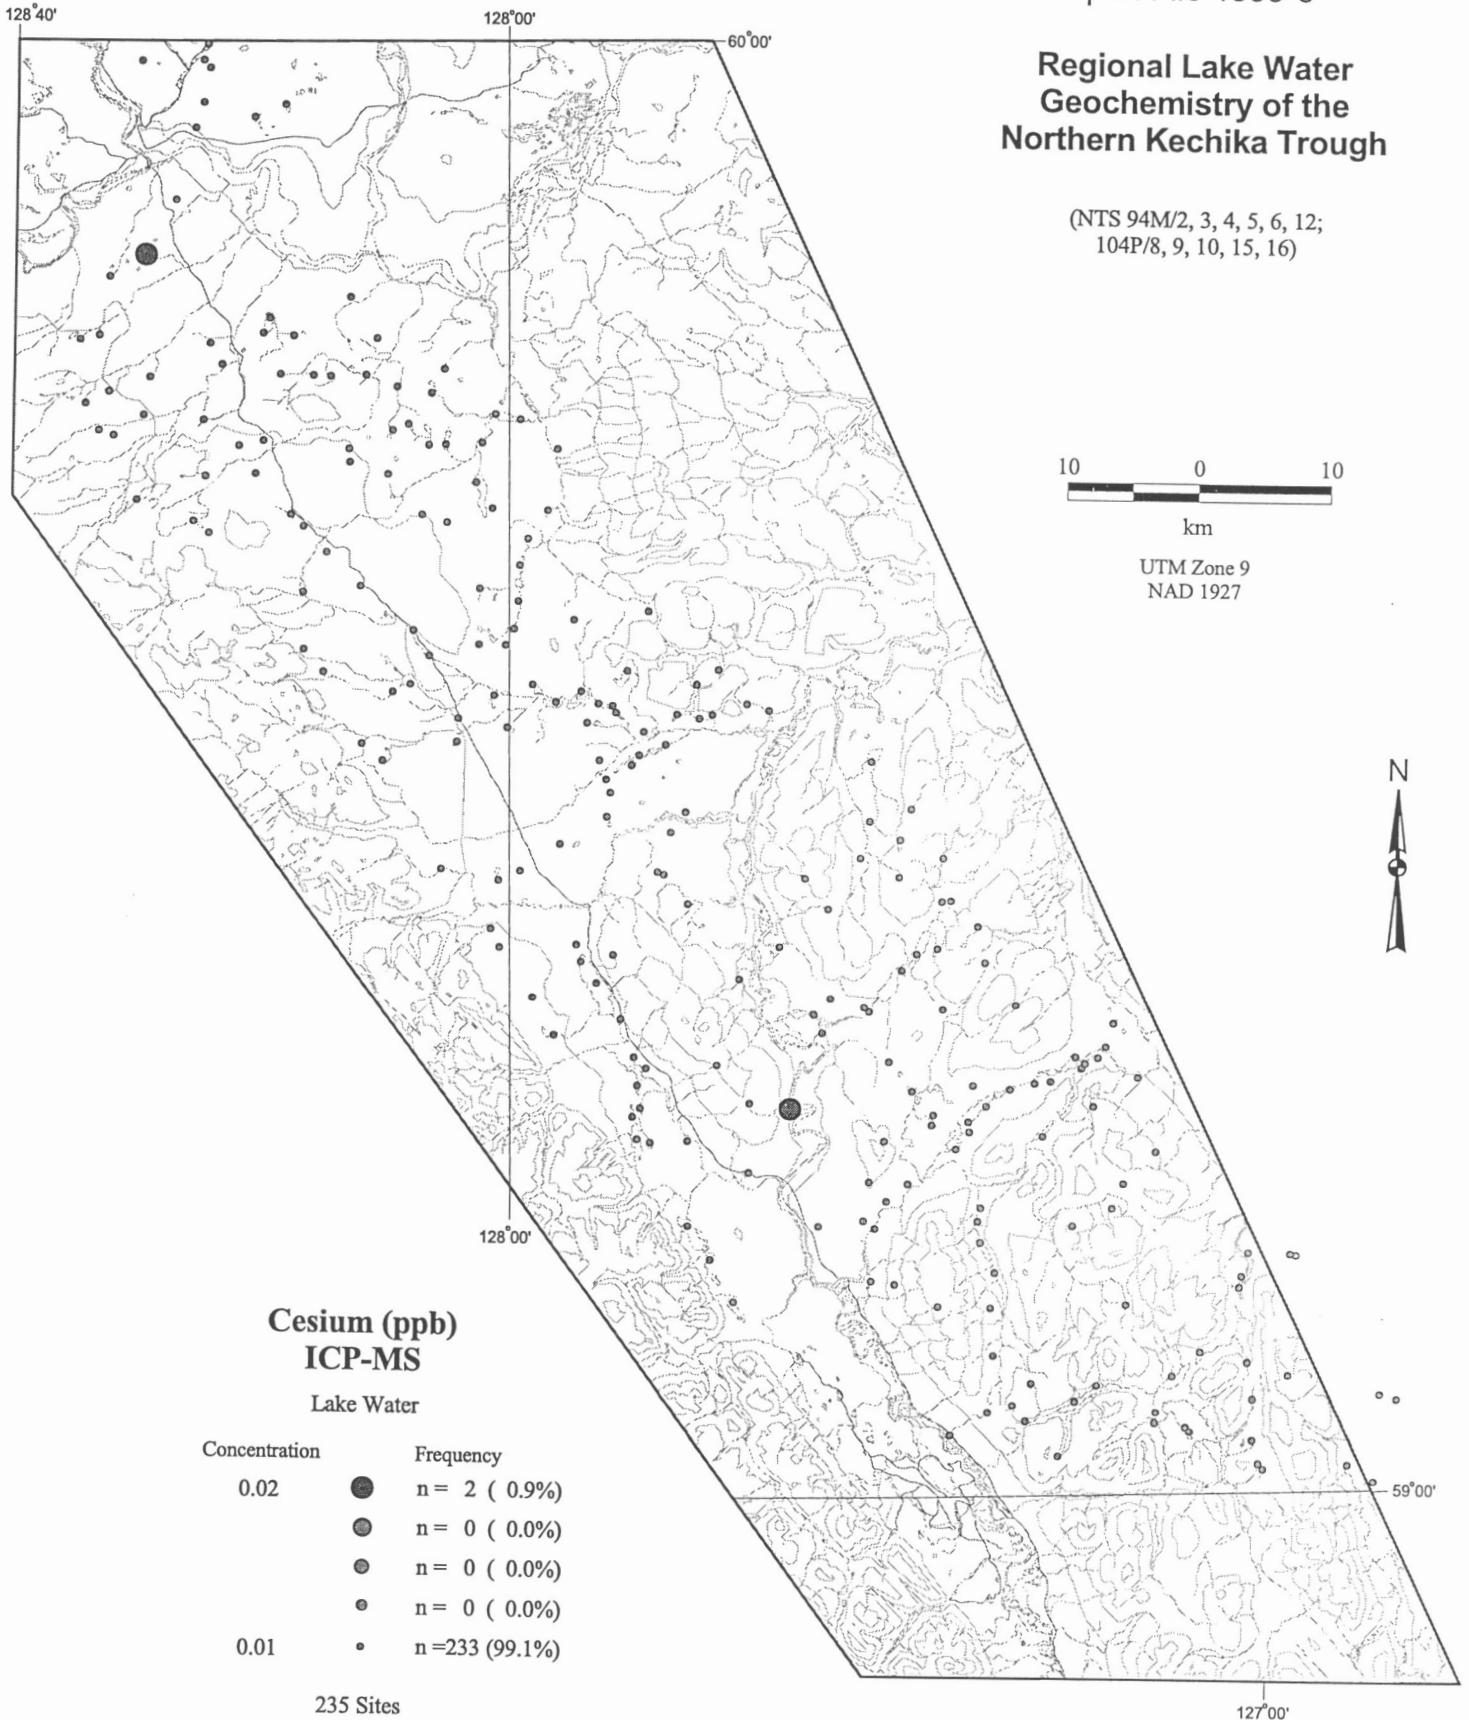 128°40'
128°00'
60°00'
Regional Lake Water
Geochemistry of the
Northern Kechika Trough
(NTS 94M/2, 3, 4, 5, 6, 12;
104P/8, 9, 10, 15, 16)
10 0 10
km
UTM Zone 9
NAD 1927
N
128°00'
Cesium (ppb)
ICP-MS
Lake Water
Concentration Frequency
0.02 n = 2 ( 0.9%)
n = 0 ( 0.0%)
n = 0 ( 0.0%)
n = 0 ( 0.0%)
0.01 n =233 (99.1%)
235 Sites
59°00'
127°00'